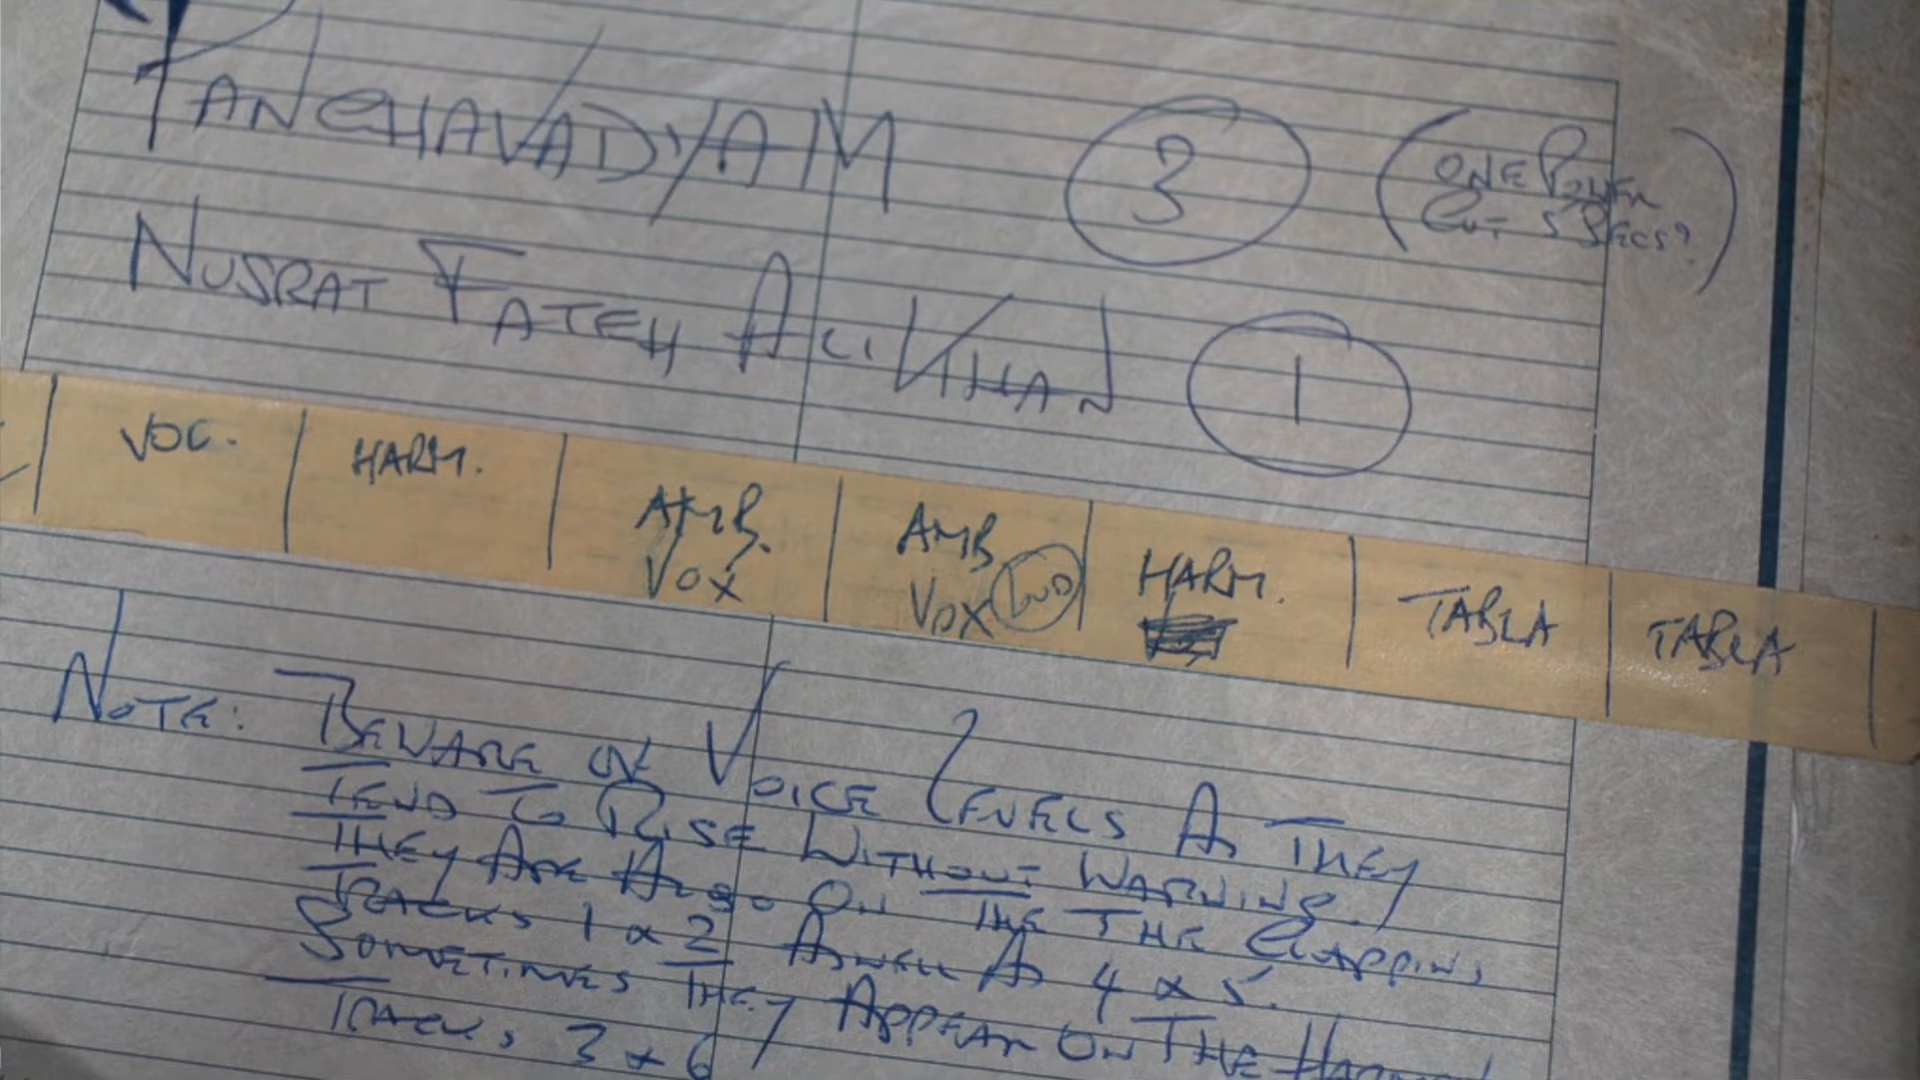 PANCHAVADYAM 3 (ONE POWER CUT 5 SECS?)
NUSRAT FATEH ALI KHAN 1
VOC. HARM. AMB. VOX AMB VOX HARM. TABLA TABLA
NOTE: BEWARE OF VOICE LEVELS AS THEY
TEND TO RISE WITHOUT WARNING.
THEY ARE ALSO ON THE THE CLAPPING
TRACKS 1 & 2 ASWELL AS 4 & 5.
SOMETIMES THEY APPEAR ON THE
TRACKS 3 & 6